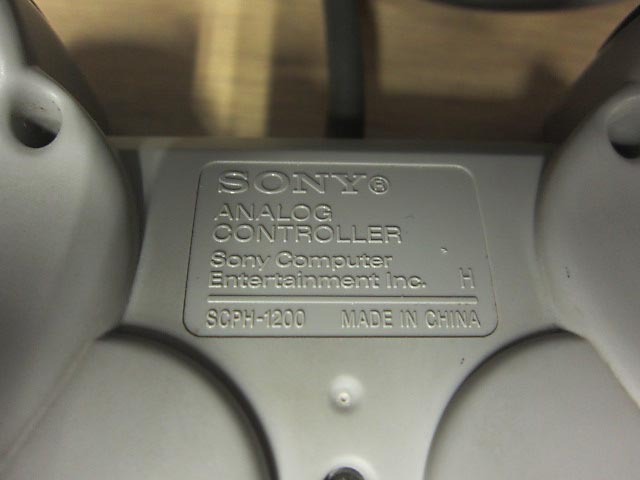 SONY®
ANALOG
CONTROLLER
Sony Computer
Entertainment Inc. H
SCPH-1200 MADE IN CHINA